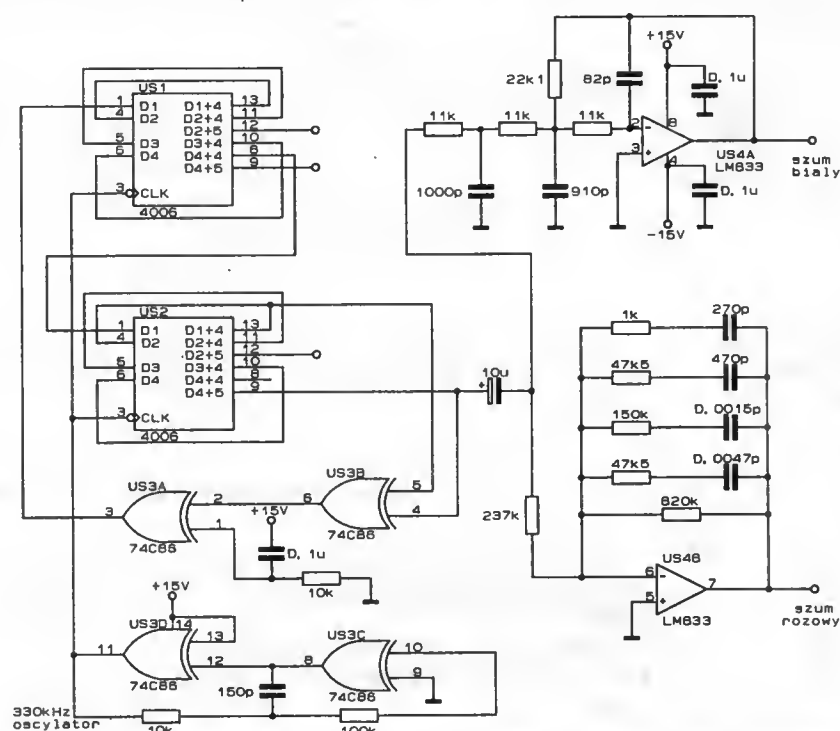 US1
1 D1 D1+4 13
4 D2 D2+4 11
D2+5 12
5 D3 D3+4 10
6 D4 D4+4 8
D4+5 9
3 CLK
4006
US2
1 D1 D1+4 13
4 D2 D2+4 11
D2+5 12
5 D3 D3+4 10
6 D4 D4+4 8
D4+5 9
3 CLK
4006
22k1
82p
+15V
0.1u
11k
11k
11k
2
8
3
4
US4A
LM833
1000p
910p
0.1u
-15V
szum
bialy
10u
237k
1k
270p
47k5
470p
150k
0.0015p
47k5
0.0047p
820k
US4B
6
7
5
LM833
szum
rozowy
US3A
3
2
1
74C86
US3B
6
5
4
74C86
+15V
0.1u
10k
+15V
US3D
14
11
13
12
74C86
US3C
8
10
9
74C86
150p
330kHz
oscylator
10k
100k